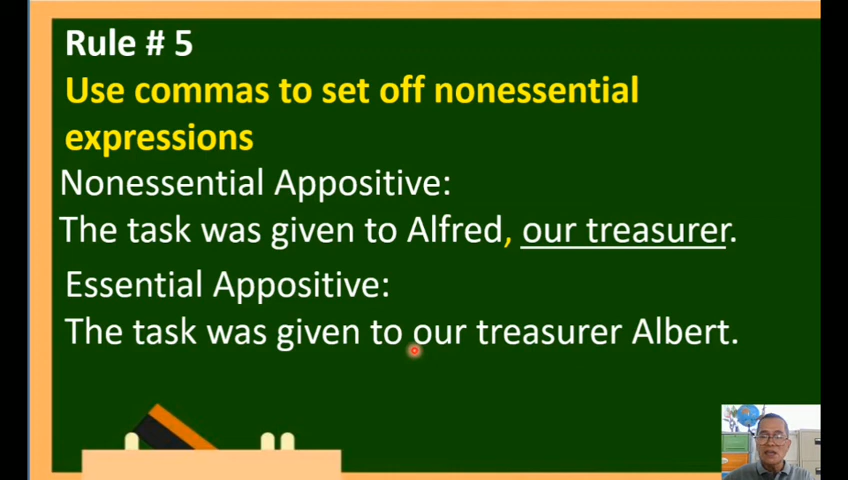 Rule # 5
Use commas to set off nonessential
expressions
Nonessential Appositive:
The task was given to Alfred, our treasurer.
Essential Appositive:
The task was given to our treasurer Albert.